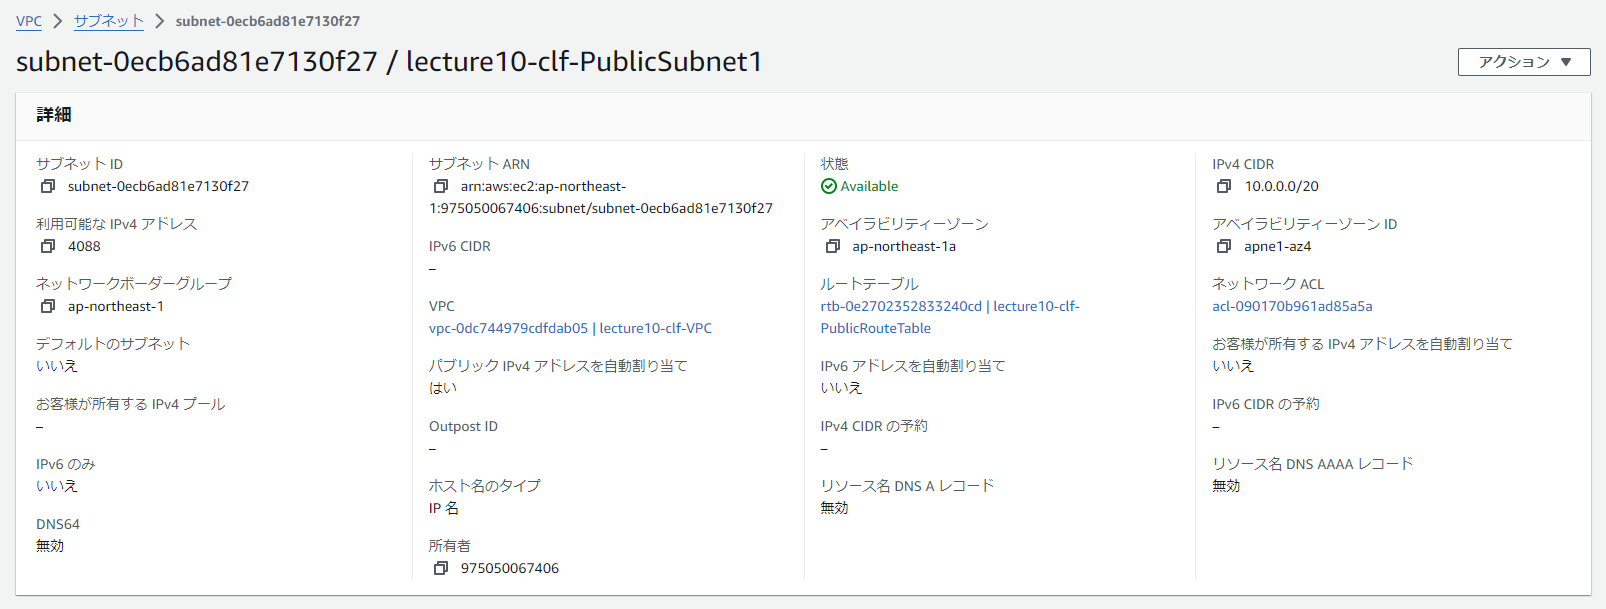 VPC > サブネット > subnet-0ecb6ad81e7130f27
subnet-0ecb6ad81e7130f27 / lecture10-clf-PublicSubnet1
アクション ▼
詳細
サブネット ID
subnet-0ecb6ad81e7130f27
利用可能な IPv4 アドレス
4088
ネットワークボーダーグループ
ap-northeast-1
デフォルトのサブネット
いいえ
お客様が所有する IPv4 プール
–
IPv6 のみ
いいえ
DNS64
無効
サブネット ARN
arn:aws:ec2:ap-northeast-
1:975050067406:subnet/subnet-0ecb6ad81e7130f27
IPv6 CIDR
–
VPC
vpc-0dc744979cdfdab05 | lecture10-clf-VPC
パブリック IPv4 アドレスを自動割り当て
はい
Outpost ID
–
ホスト名のタイプ
IP 名
所有者
975050067406
状態
Available
アベイラビリティーゾーン
ap-northeast-1a
ルートテーブル
rtb-0e2702352833240cd | lecture10-clf-
PublicRouteTable
IPv6 アドレスを自動割り当て
いいえ
IPv4 CIDR の予約
–
リソース名 DNS A レコード
無効
IPv4 CIDR
10.0.0.0/20
アベイラビリティーゾーン ID
apne1-az4
ネットワーク ACL
acl-090170b961ad85a5a
お客様が所有する IPv4 アドレスを自動割り当て
いいえ
IPv6 CIDR の予約
–
リソース名 DNS AAAA レコード
無効